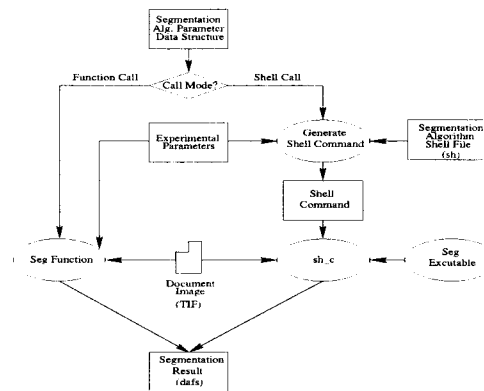 Segmentation
Alg. Parameter
Data Structure
Function Call
Call Mode?
Shell Call
Experimental
Parameters
Generate
Shell Command
Segmentation
Algorithm
Shell File
(sh)
Shell
Command
Seg Function
Document
Image
(TIF)
sh_c
Seg
Excutable
Segmentation
Result
(dafs)